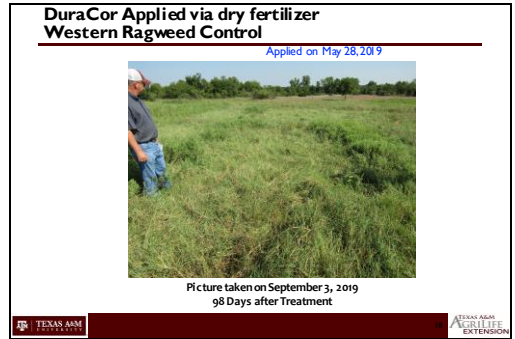 DuraCor Applied via dry fertilizer
Western Ragweed Control
Applied on May 28, 2019
Picture taken on September 3, 2019
98 Days after Treatment
TEXAS A&M
UNIVERSITY
TEXAS A&M
AGRILIFE
EXTENSION